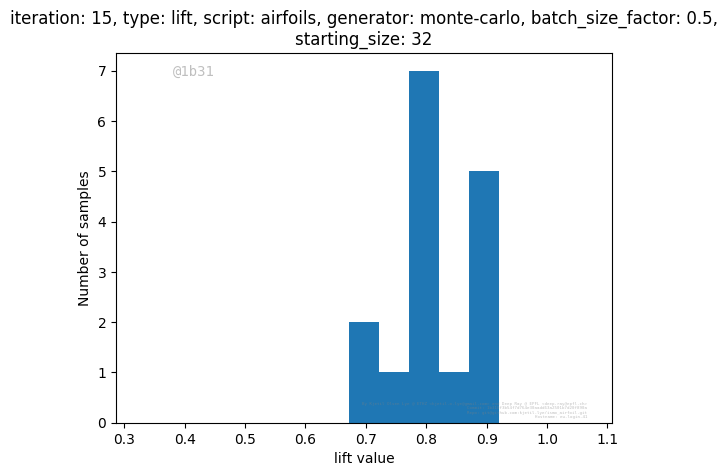 iteration: 15, type: lift, script: airfoils, generator: monte-carlo, batch_size_factor: 0.5,
starting_size: 32
@1b31
7
6
5
4
3
2
1
0
Number of samples
0.3 0.4 0.5 0.6 0.7 0.8 0.9 1.0 1.1
lift value